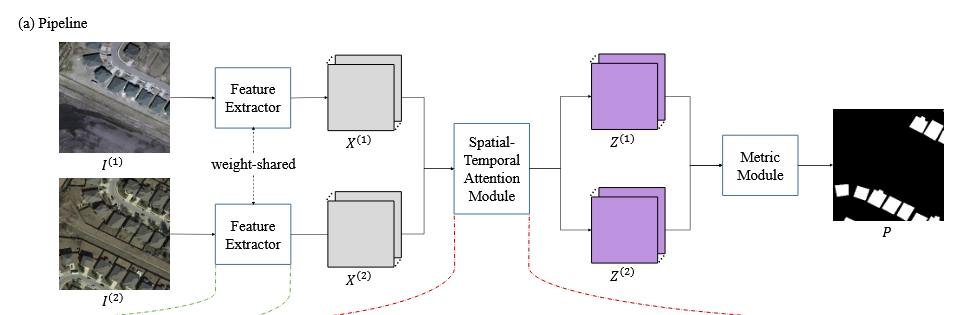 (a) Pipeline
Feature
Extractor
I(1)
X(1)
weight-shared
Feature
Extractor
I(2)
X(2)
Spatial-
Temporal
Attention
Module
Z(1)
Z(2)
Metric
Module
P